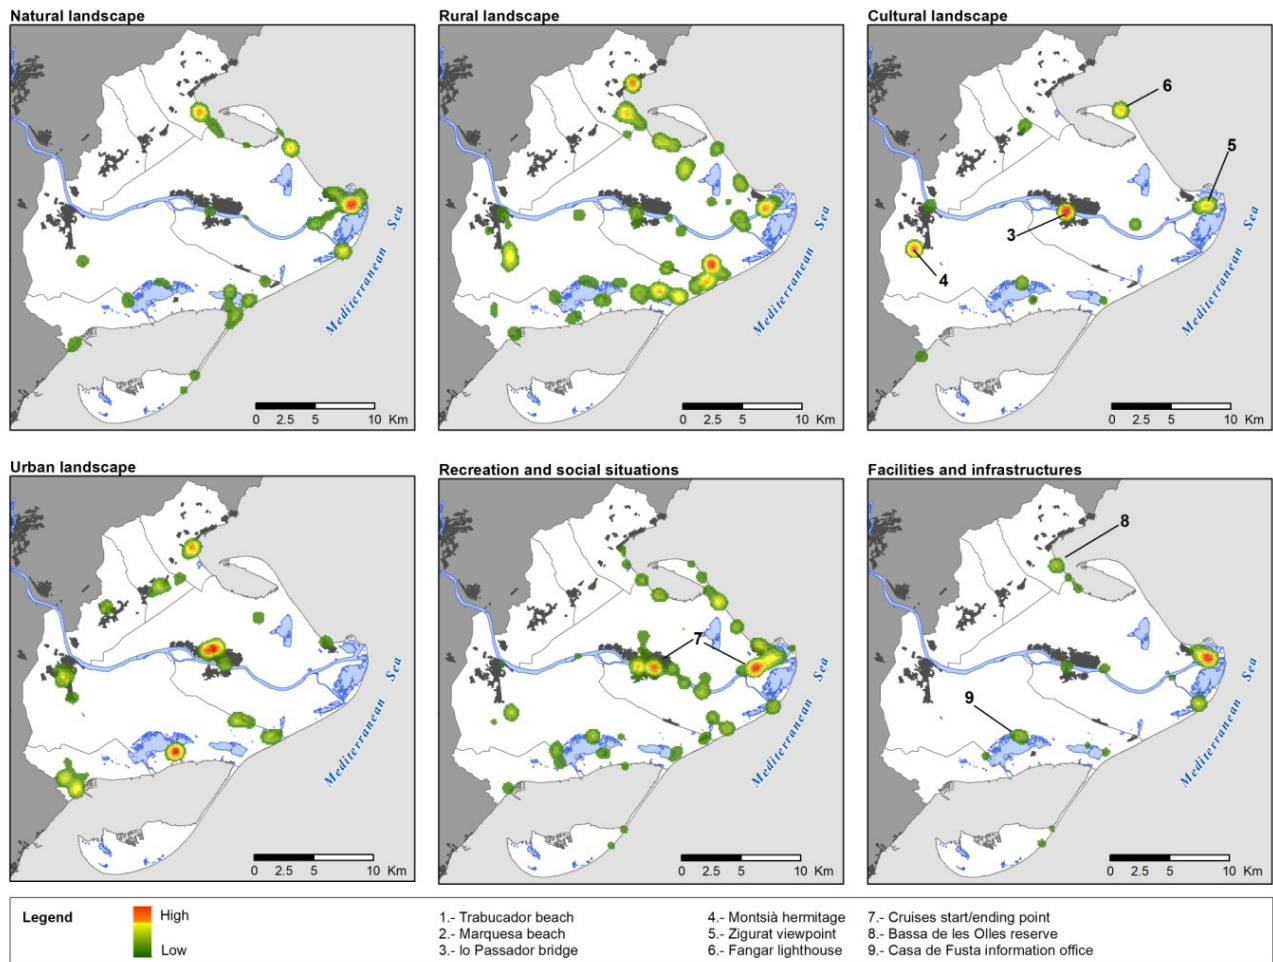 Natural landscape
Rural landscape
Cultural landscape
6
5
3
4
Mediterranean Sea
Mediterranean Sea
Mediterranean Sea
0 2.5 5 10 Km
0 2.5 5 10 Km
0 2.5 5 10 Km
Urban landscape
Recreation and social situations
Facilities and infrastructures
8
7
9
Mediterranean Sea
Mediterranean Sea
Mediterranean Sea
0 2.5 5 10 Km
0 2.5 5 10 Km
0 2.5 5 10 Km
Legend
High
Low
1.- Trabucador beach
2.- Marquesa beach
3.- lo Passador bridge
4.- Montsià hermitage
5.- Zigurat viewpoint
6.- Fangar lighthouse
7.- Cruises start/ending point
8.- Bassa de les Olles reserve
9.- Casa de Fusta information office